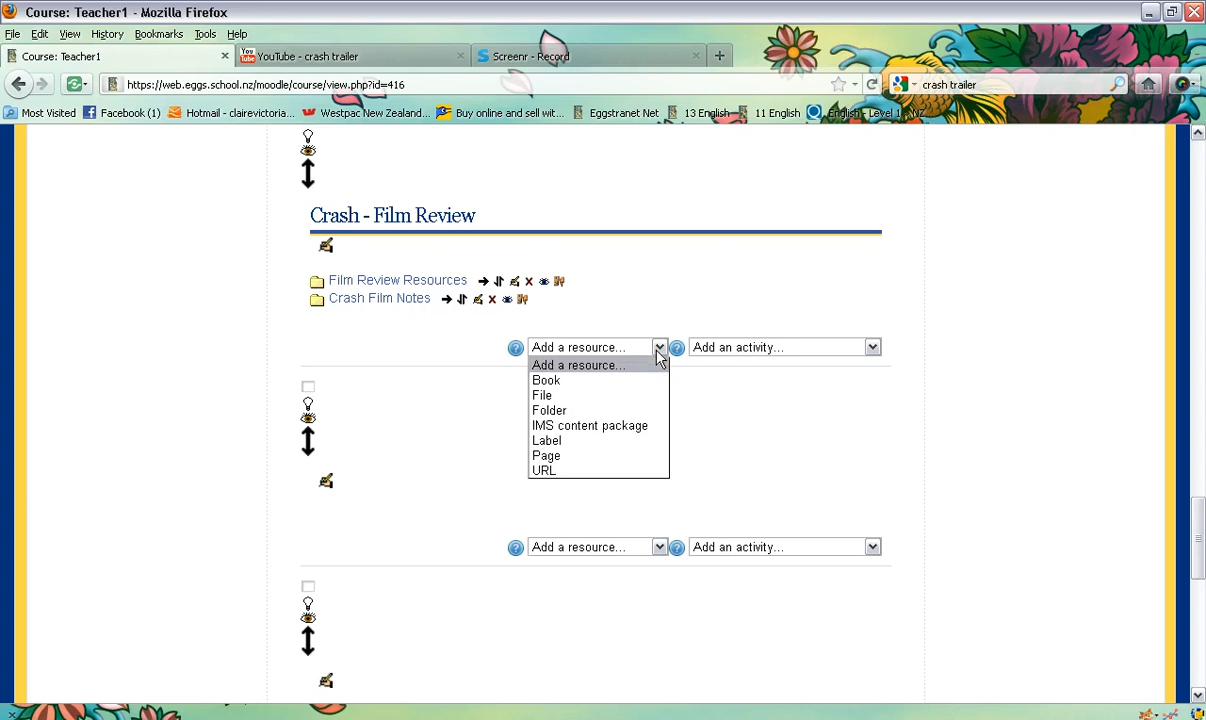 Course: Teacher1 - Mozilla Firefox
File Edit View History Bookmarks Tools Help
Course: Teacher1 YouTube - crash trailer Screenr - Record
https://web.eggs.school.nz/moodle/course/view.php?id=416 crash trailer
Most Visited Facebook (1) Hotmail - clairevictoria... Westpac New Zealand... Buy online and sell wit... Eggstranet Net 13 English 11 English English - Level 1
Crash - Film Review
Film Review Resources
Crash Film Notes
Add a resource... Add an activity...
Add a resource...
Book
File
Folder
IMS content package
Label
Page
URL
Add a resource... Add an activity...